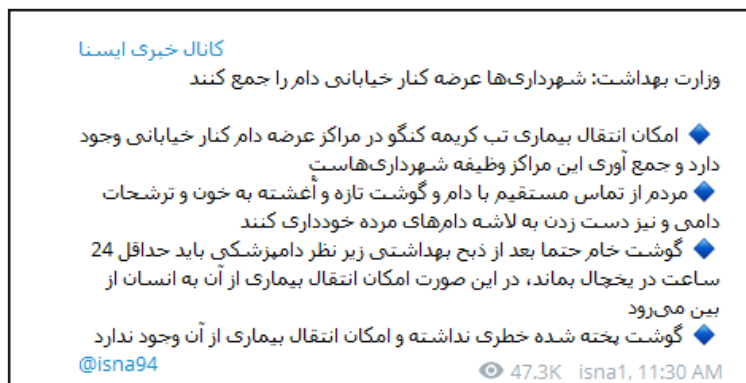 کانال خبری ایسنا
وزارت بهداشت: شهرداری‌ها عرضه کنار خیابانی دام را جمع کنند
🔹 امکان انتقال بیماری تب کریمه کنگو در مراکز عرضه دام کنار خیابانی وجود
دارد و جمع آوری این مراکز وظیفه شهرداری‌هاست
🔹 مردم از تماس مستقیم با دام و گوشت تازه و آغشته به خون و ترشحات
دامی و نیز دست زدن به لاشه دام‌های مرده خودداری کنند
🔹 گوشت خام حتما بعد از ذبح بهداشتی زیر نظر دامپزشکی باید حداقل 24
ساعت در یخچال بماند، در این صورت امکان انتقال بیماری از آن به انسان از
بین می‌رود
🔹 گوشت پخته شده خطری نداشته و امکان انتقال بیماری از آن وجود ندارد
@isna94
47.3K isna1, 11:30 AM